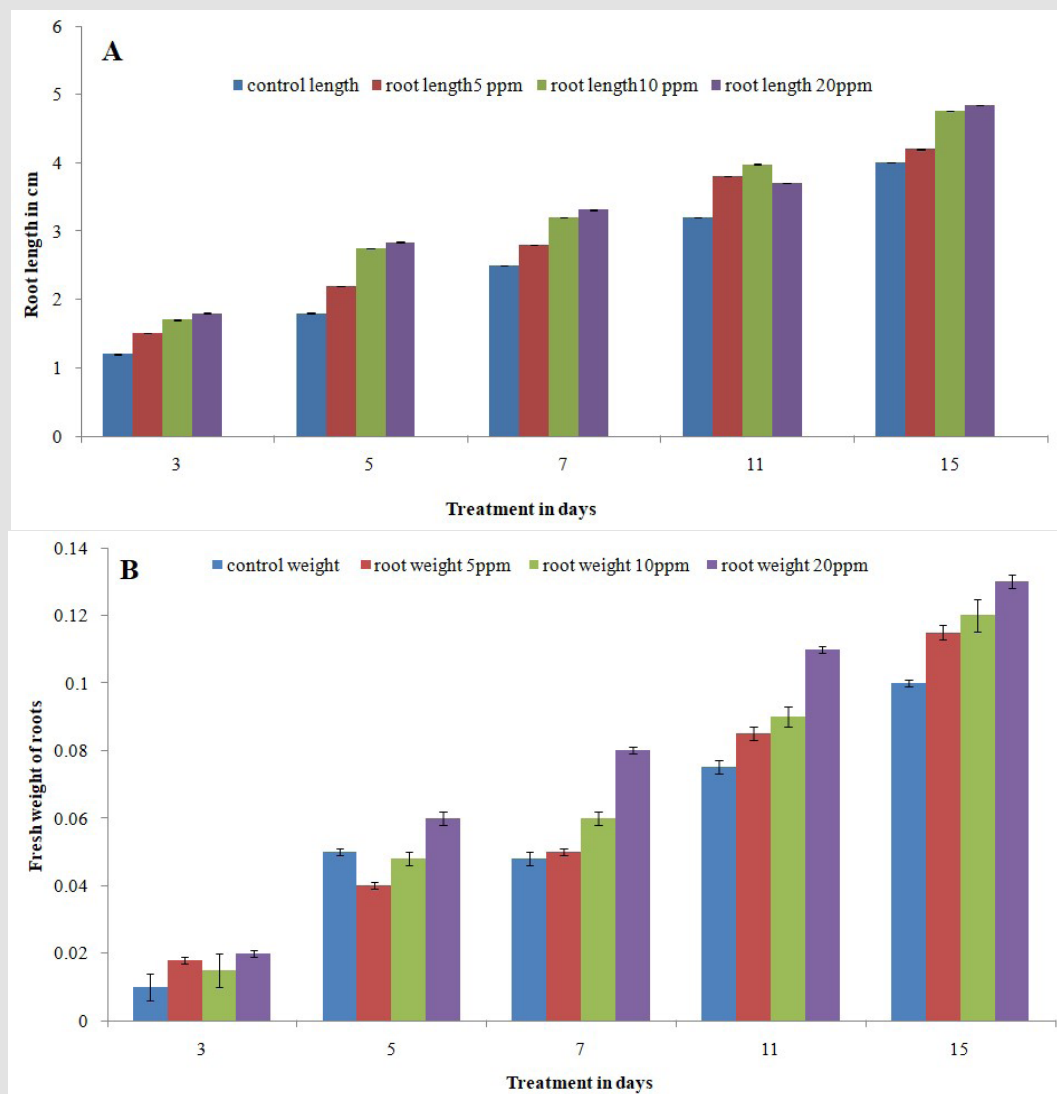 A
control length root length5 ppm root length10 ppm root length 20ppm
6
5
4
3
2
1
0
Root length in cm
3 5 7 11 15
Treatment in days
B
control weight root weight 5ppm root weight 10ppm root weight 20ppm
0.14
0.12
0.1
0.08
0.06
0.04
0.02
0
Fresh weight of roots
3 5 7 11 15
Treatment in days